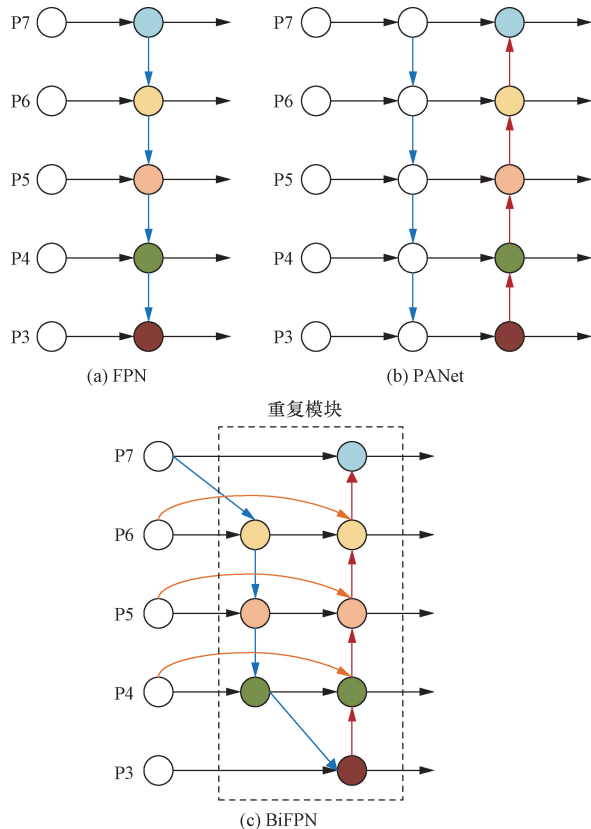 P7
P6
P5
P4
P3
(a) FPN
P7
P6
P5
P4
P3
(b) PANet
重复模块
P7
P6
P5
P4
P3
(c) BiFPN